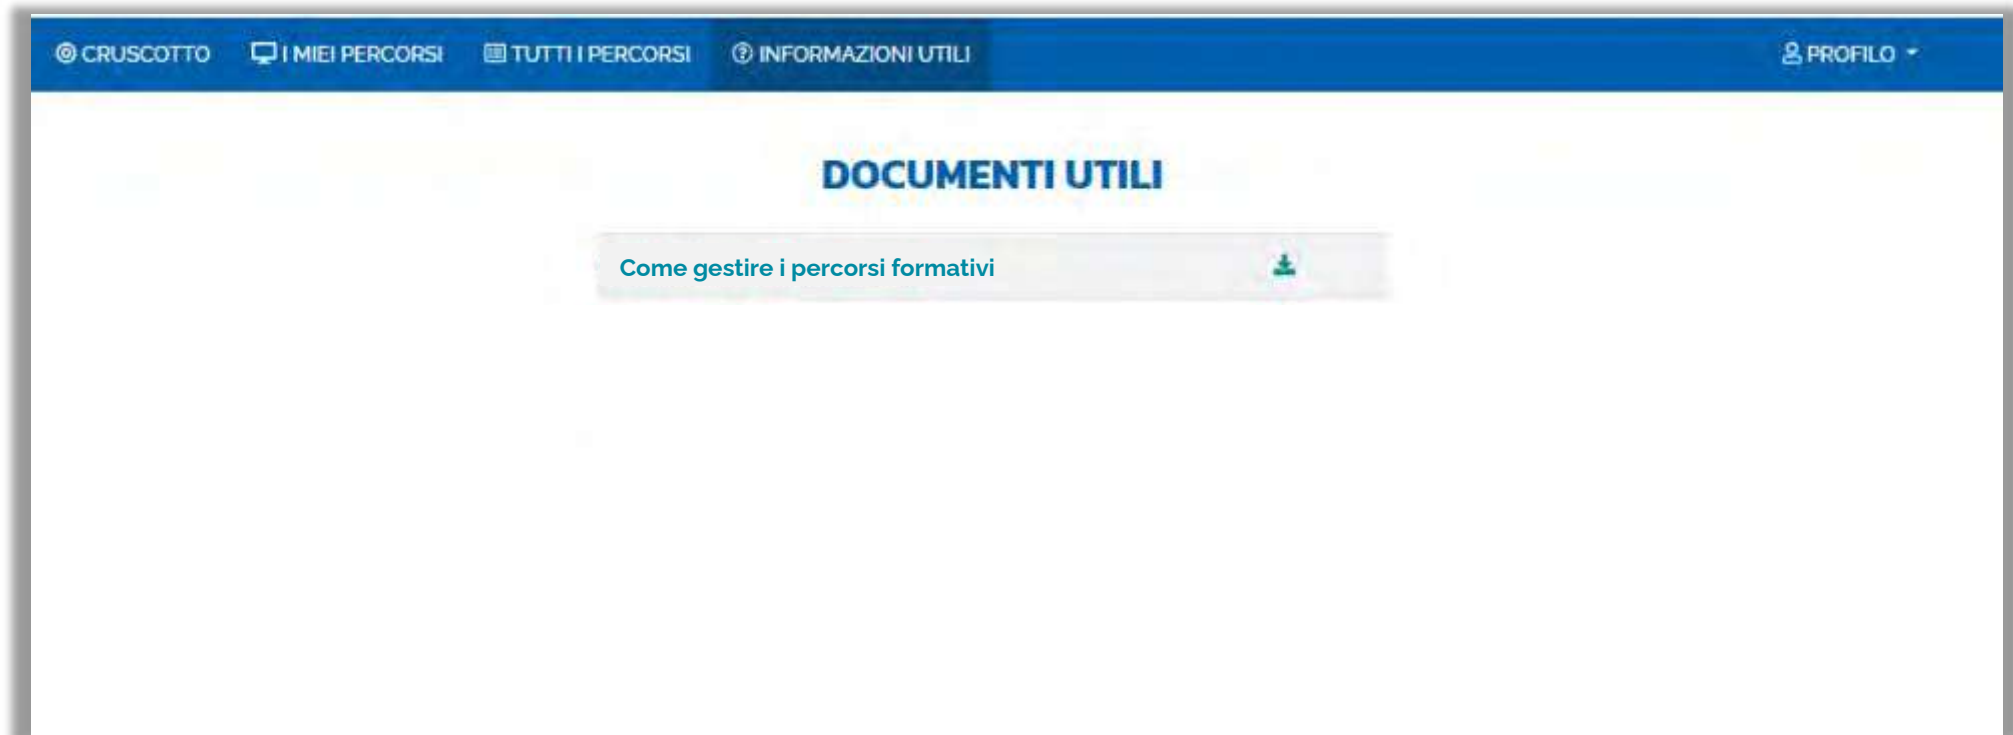 CRUSCOTTO I MIEI PERCORSI TUTTI I PERCORSI INFORMAZIONI UTILI PROFILO
DOCUMENTI UTILI
Come gestire i percorsi formativi